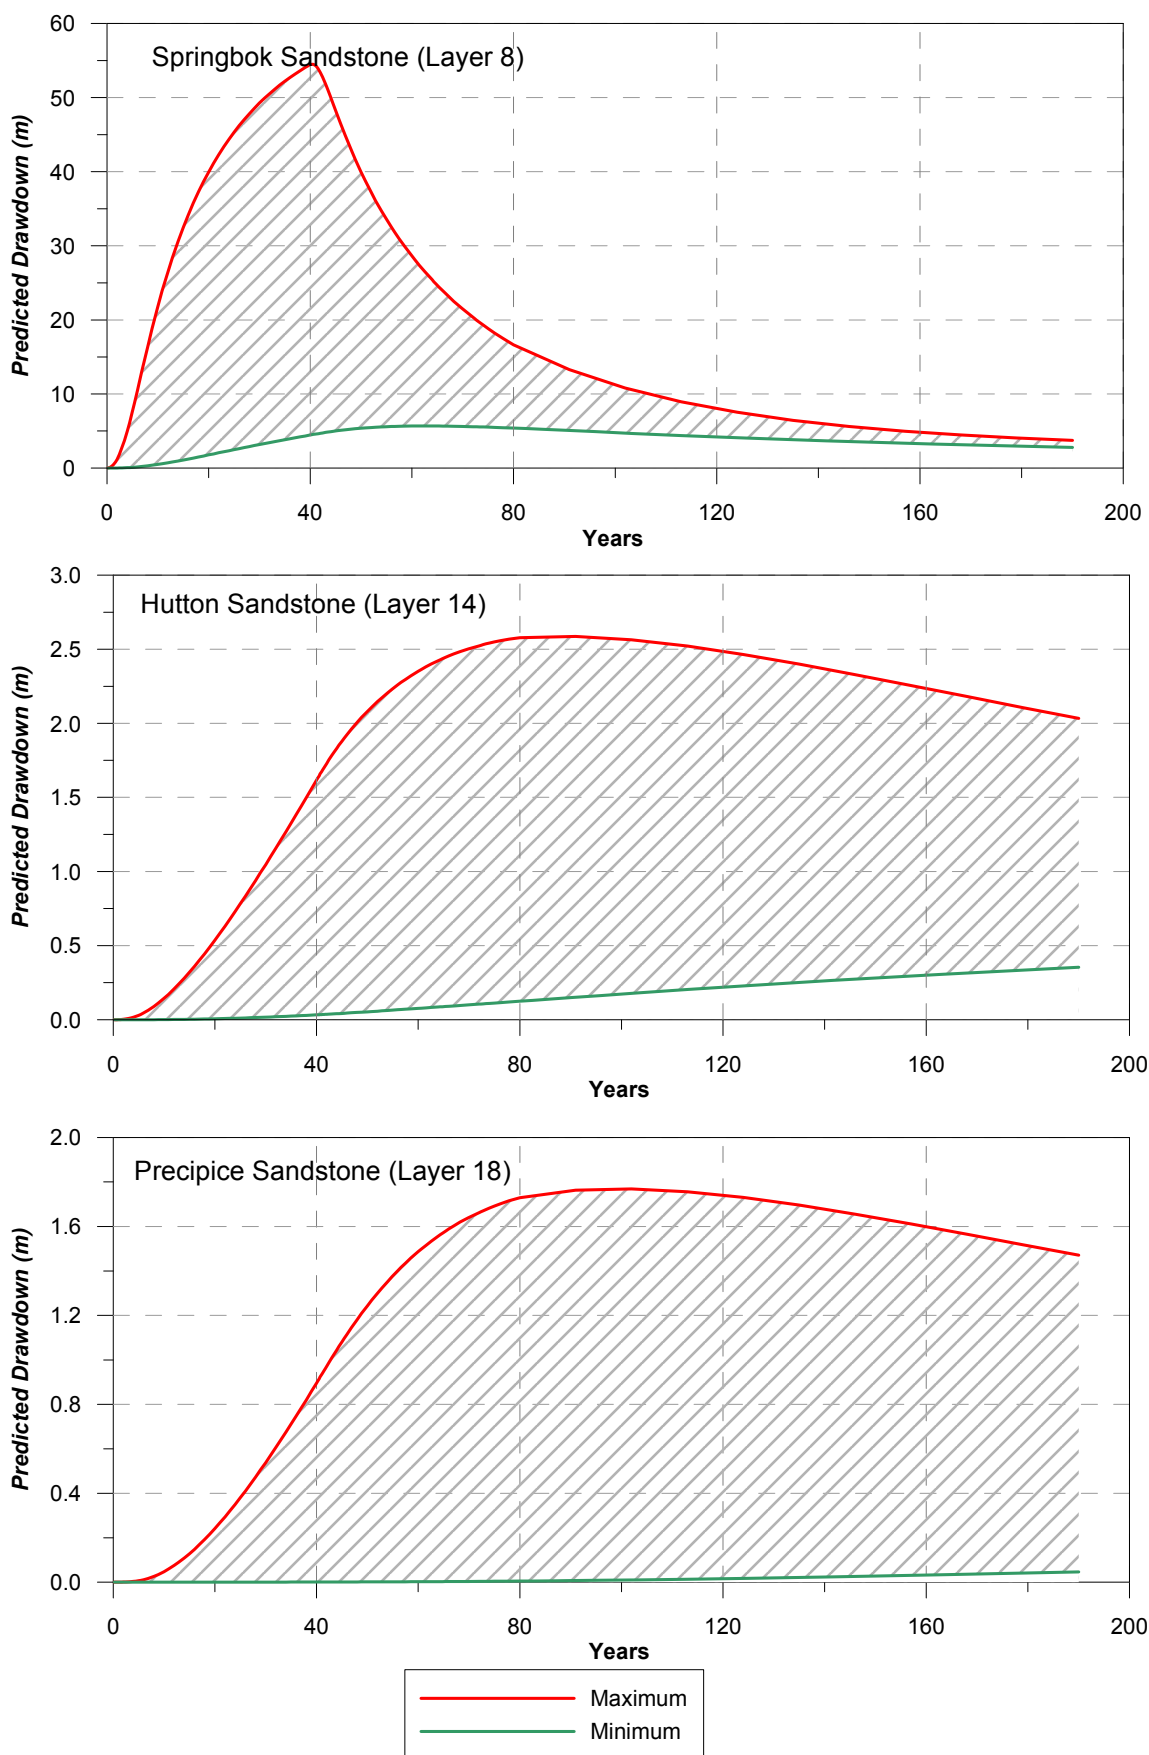 60
Springbok Sandstone (Layer 8)
50
40
30
20
10
0
Predicted Drawdown (m)
0 40 80 120 160 200
Years
3.0
Hutton Sandstone (Layer 14)
2.5
2.0
1.5
1.0
0.5
0.0
Predicted Drawdown (m)
0 40 80 120 160 200
Years
2.0
Precipice Sandstone (Layer 18)
1.6
1.2
0.8
0.4
0.0
Predicted Drawdown (m)
0 40 80 120 160 200
Years
Maximum
Minimum